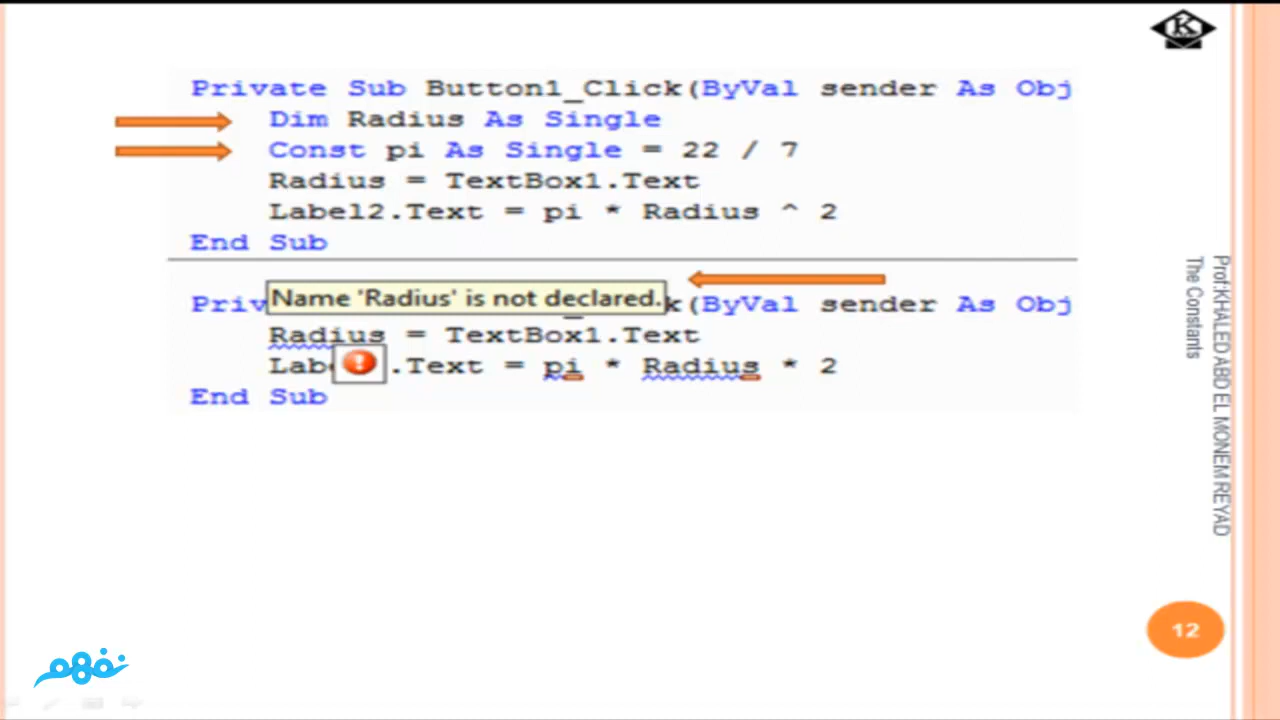 K
Private Sub Button1_Click(ByVal sender As Obj
Dim Radius As Single
Const pi As Single = 22 / 7
Radius = TextBox1.Text
Label2.Text = pi * Radius ^ 2
End Sub
Name 'Radius' is not declared.
Priv k(ByVal sender As Obj
Radius = TextBox1.Text
Lab .Text = pi * Radius * 2
End Sub
Prof:KHALED ABD EL MONEM REYAD
The Constants
12
نفهم